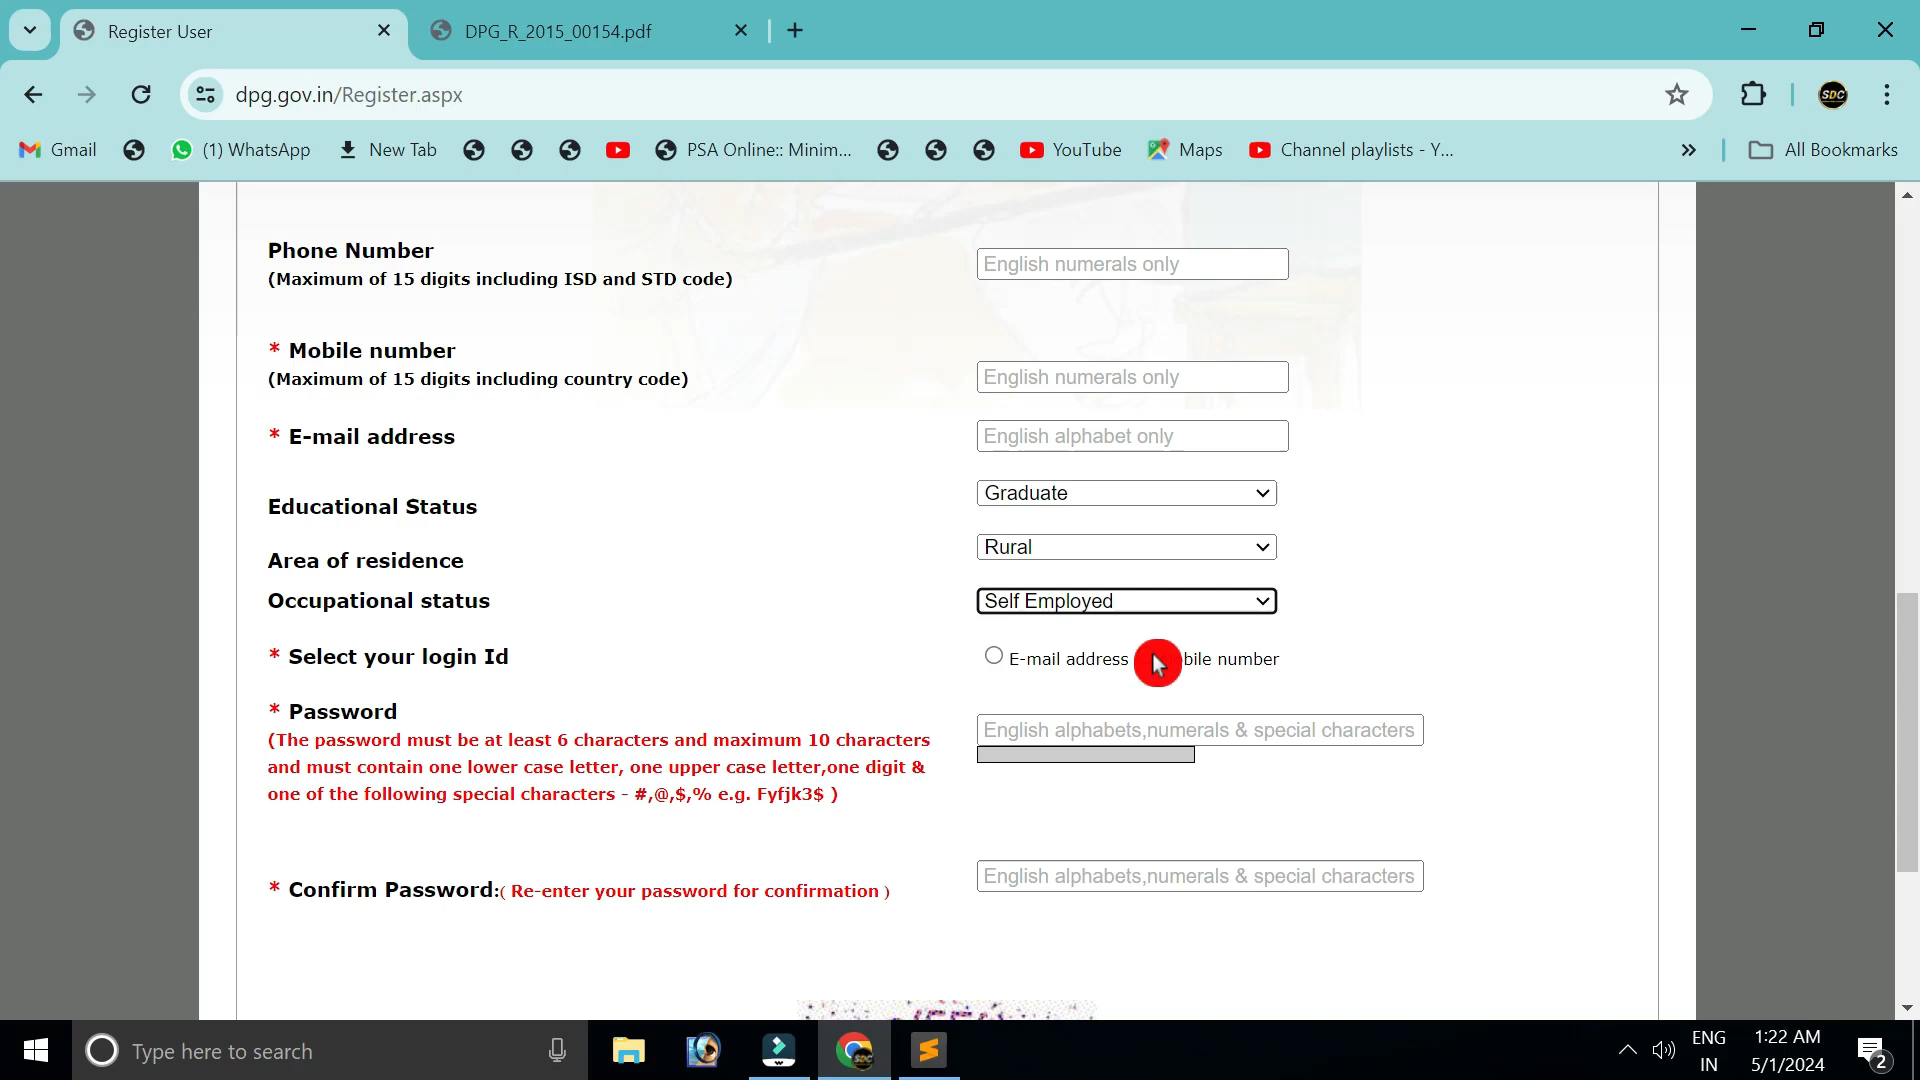 Register User
DPG_R_2015_00154.pdf
dpg.gov.in/Register.aspx
SDC
Gmail
(1) WhatsApp
New Tab
PSA Online:: Minim...
YouTube
Maps
Channel playlists - Y...
All Bookmarks
Phone Number
(Maximum of 15 digits including ISD and STD code)
English numerals only
* Mobile number
(Maximum of 15 digits including country code)
English numerals only
* E-mail address
English alphabet only
Educational Status
Graduate
Area of residence
Rural
Occupational status
Self Employed
* Select your login Id
E-mail address
number
* Password
(The password must be at least 6 characters and maximum 10 characters
and must contain one lower case letter, one upper case letter,one digit &
one of the following special characters - #,@,$,% e.g. Fyfjk3$ )
English alphabets,numerals & special characters
* Confirm Password:( Re-enter your password for confirmation )
English alphabets,numerals & special characters
Type here to search
SDC
ENG
IN
1:22 AM
5/1/2024
2